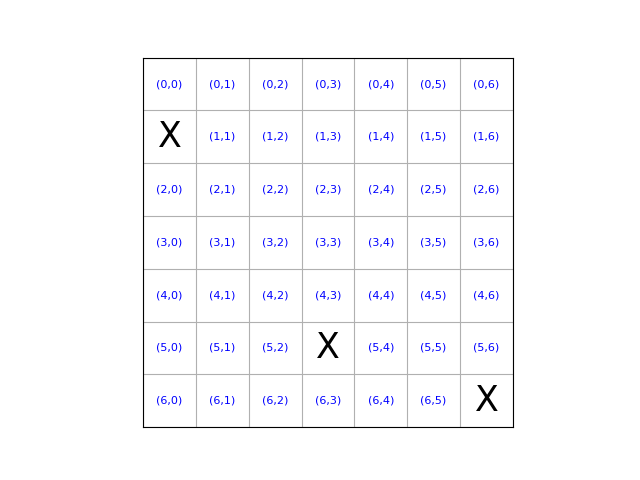 (0,0) (0,1) (0,2) (0,3) (0,4) (0,5) (0,6)
X (1,1) (1,2) (1,3) (1,4) (1,5) (1,6)
(2,0) (2,1) (2,2) (2,3) (2,4) (2,5) (2,6)
(3,0) (3,1) (3,2) (3,3) (3,4) (3,5) (3,6)
(4,0) (4,1) (4,2) (4,3) (4,4) (4,5) (4,6)
(5,0) (5,1) (5,2) X (5,4) (5,5) (5,6)
(6,0) (6,1) (6,2) (6,3) (6,4) (6,5) X